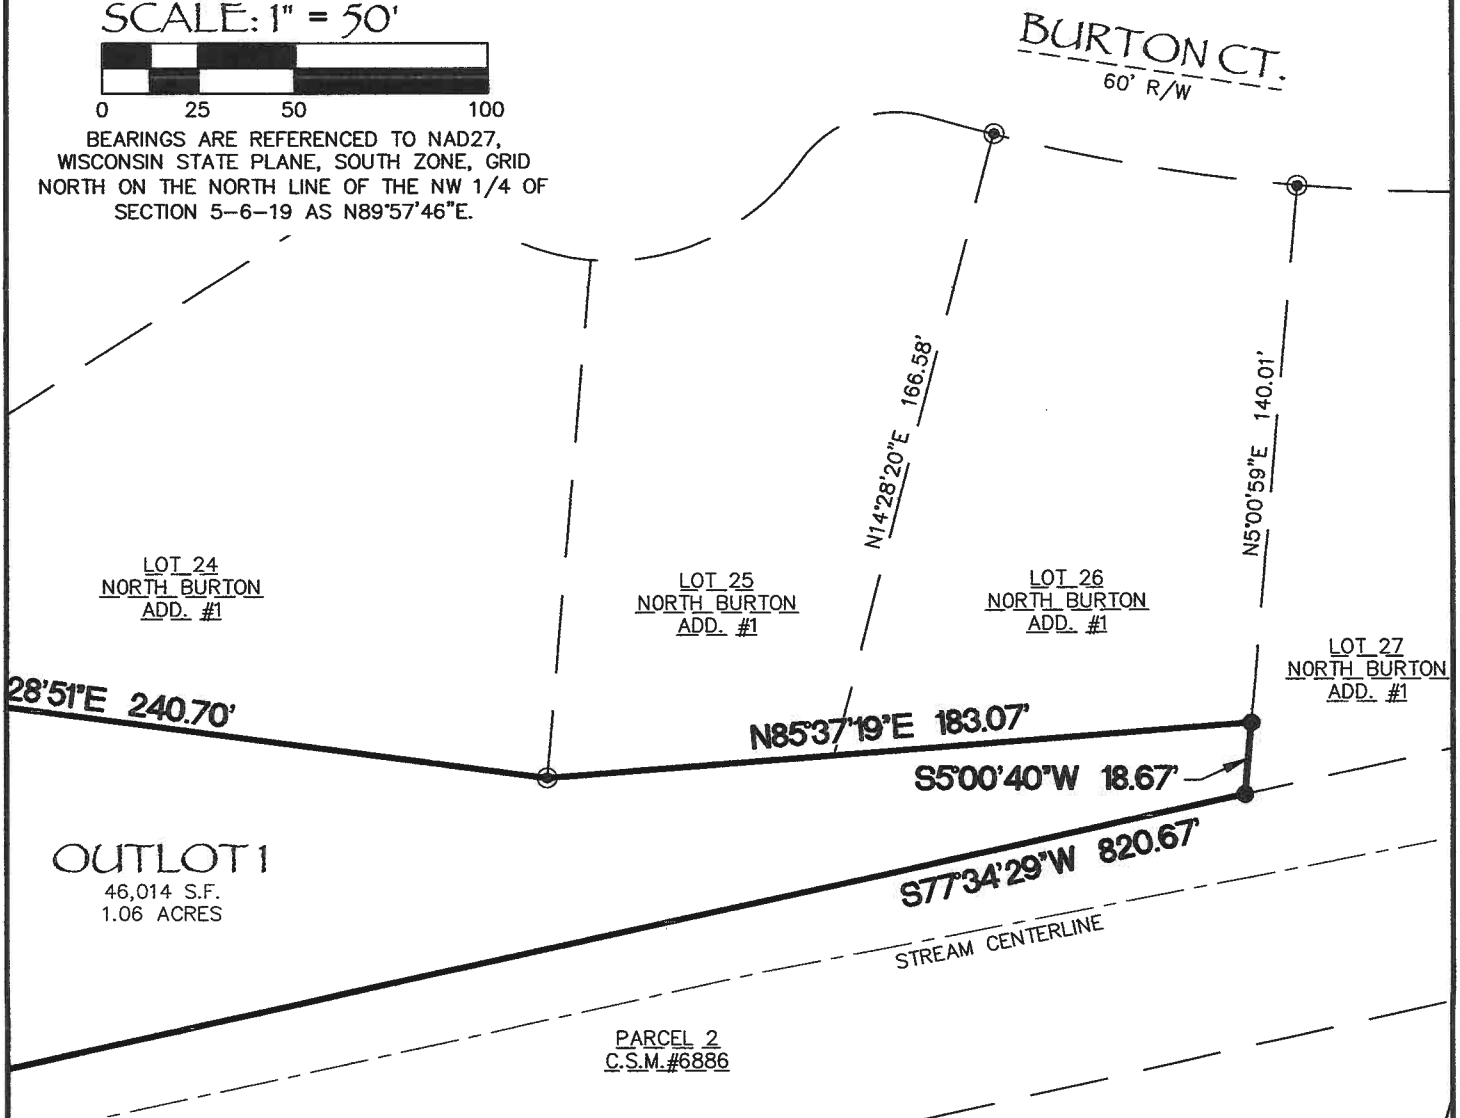 SCALE: 1" = 50'
0 25 50 100
BEARINGS ARE REFERENCED TO NAD27,
WISCONSIN STATE PLANE, SOUTH ZONE, GRID
NORTH ON THE NORTH LINE OF THE NW 1/4 OF
SECTION 5-6-19 AS N89°57'46"E.
BURTON CT.
60' R/W
N14°28'20"E 166.58'
N5°00'59"E 140.01'
LOT 24
NORTH BURTON
ADD. #1
LOT 25
NORTH BURTON
ADD. #1
LOT 26
NORTH BURTON
ADD. #1
LOT 27
NORTH BURTON
ADD. #1
28'51"E 240.70'
N85°37'19"E 183.07'
S5°00'40"W 18.67'
S77°34'29"W 820.67'
OUTLOT 1
46,014 S.F.
1.06 ACRES
STREAM CENTERLINE
PARCEL 2
C.S.M.#6886